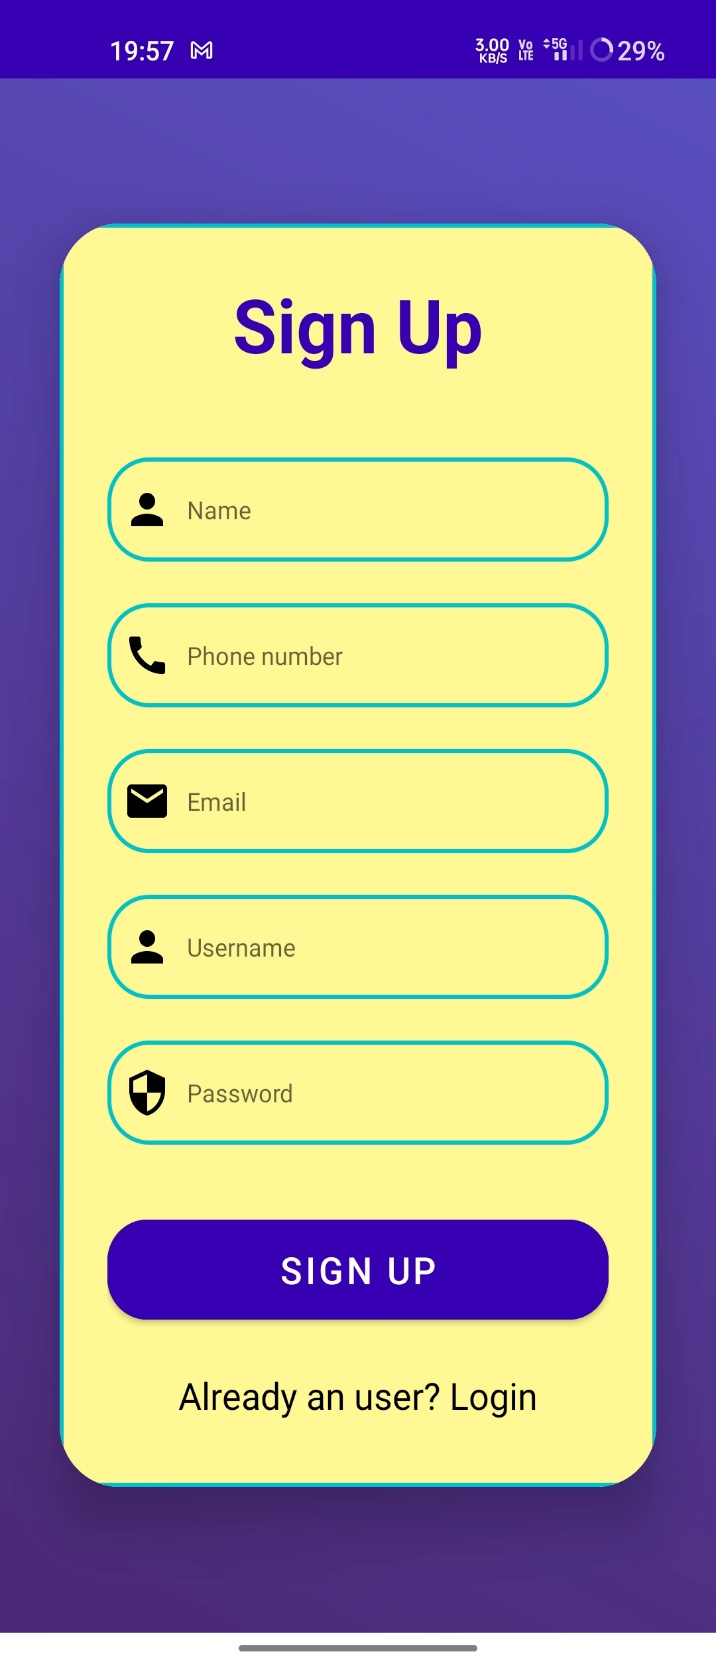 19:57 3.00 KB/S Vo LTE 5G 29%
Sign Up
Name
Phone number
Email
Username
Password
SIGN UP
Already an user? Login